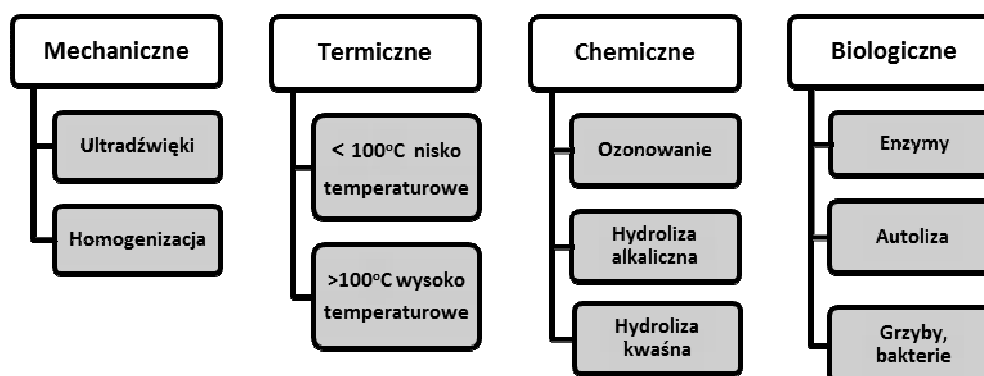 Mechaniczne
Ultradźwięki
Homogenizacja
Termiczne
< 100°C nisko
temperaturowe
>100°C wysoko
temperaturowe
Chemiczne
Ozonowanie
Hydroliza
alkaliczna
Hydroliza
kwaśna
Biologiczne
Enzymy
Autoliza
Grzyby,
bakterie